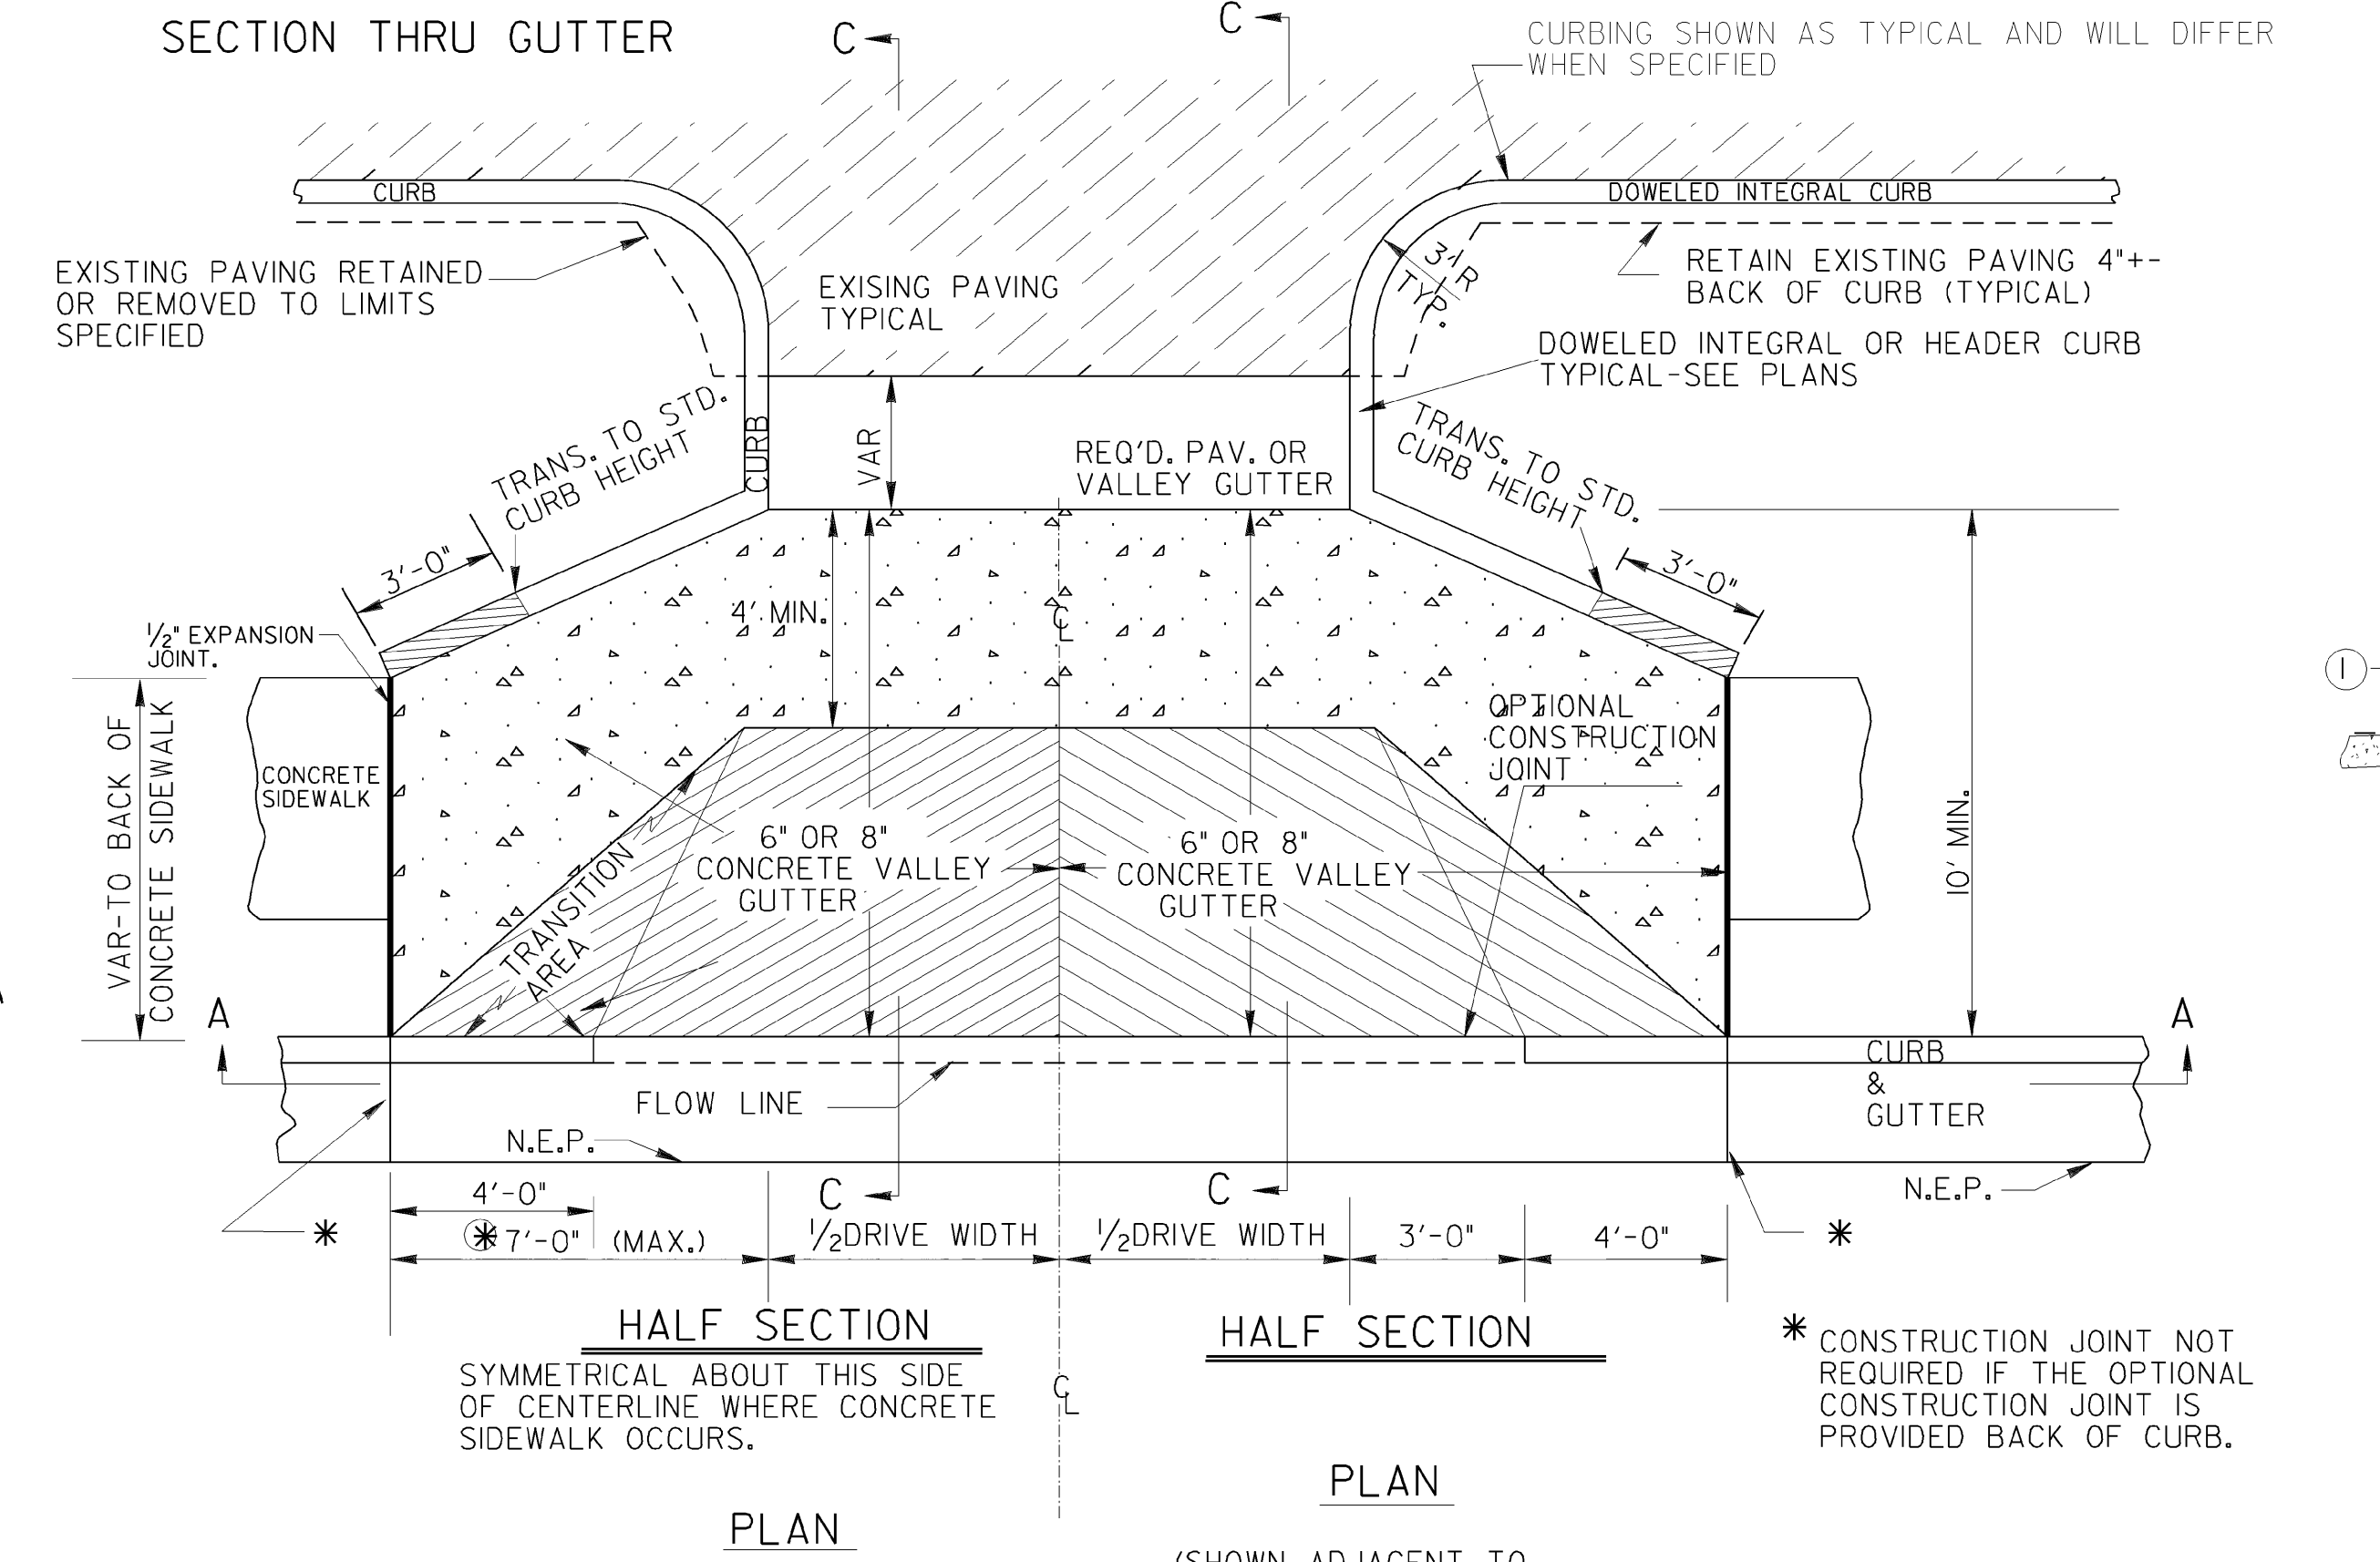 SECTION THRU GUTTER
C
C
CURBING SHOWN AS TYPICAL AND WILL DIFFER
WHEN SPECIFIED
CURB
DOWELED INTEGRAL CURB
EXISTING PAVING RETAINED
OR REMOVED TO LIMITS
SPECIFIED
EXISING PAVING
TYPICAL
3' R
TYP.
RETAIN EXISTING PAVING 4"+-
BACK OF CURB (TYPICAL)
DOWELED INTEGRAL OR HEADER CURB
TYPICAL-SEE PLANS
TRANS. TO STD.
CURB HEIGHT
CURB
VAR
REQ'D. PAV. OR
VALLEY GUTTER
TRANS. TO STD.
CURB HEIGHT
3'-0"
3'-0"
1/2" EXPANSION
JOINT.
4' MIN.
℄
VAR-TO BACK OF
CONCRETE SIDEWALK
CONCRETE
SIDEWALK
OPTIONAL
CONSTRUCTION
JOINT
10' MIN.
1
6" OR 8"
CONCRETE VALLEY
GUTTER
6" OR 8"
CONCRETE VALLEY
GUTTER
TRANSITION
AREA
A
A
CURB
&
GUTTER
FLOW LINE
N.E.P.
N.E.P.
4'-0"
C
C
* 
* 7'-0" (MAX.)
1/2DRIVE WIDTH
1/2DRIVE WIDTH
3'-0"
4'-0"
*
HALF SECTION
SYMMETRICAL ABOUT THIS SIDE
OF CENTERLINE WHERE CONCRETE
SIDEWALK OCCURS.
℄
HALF SECTION
* CONSTRUCTION JOINT NOT
REQUIRED IF THE OPTIONAL
CONSTRUCTION JOINT IS
PROVIDED BACK OF CURB.
PLAN
PLAN
(SHOWN ADJACENT TO